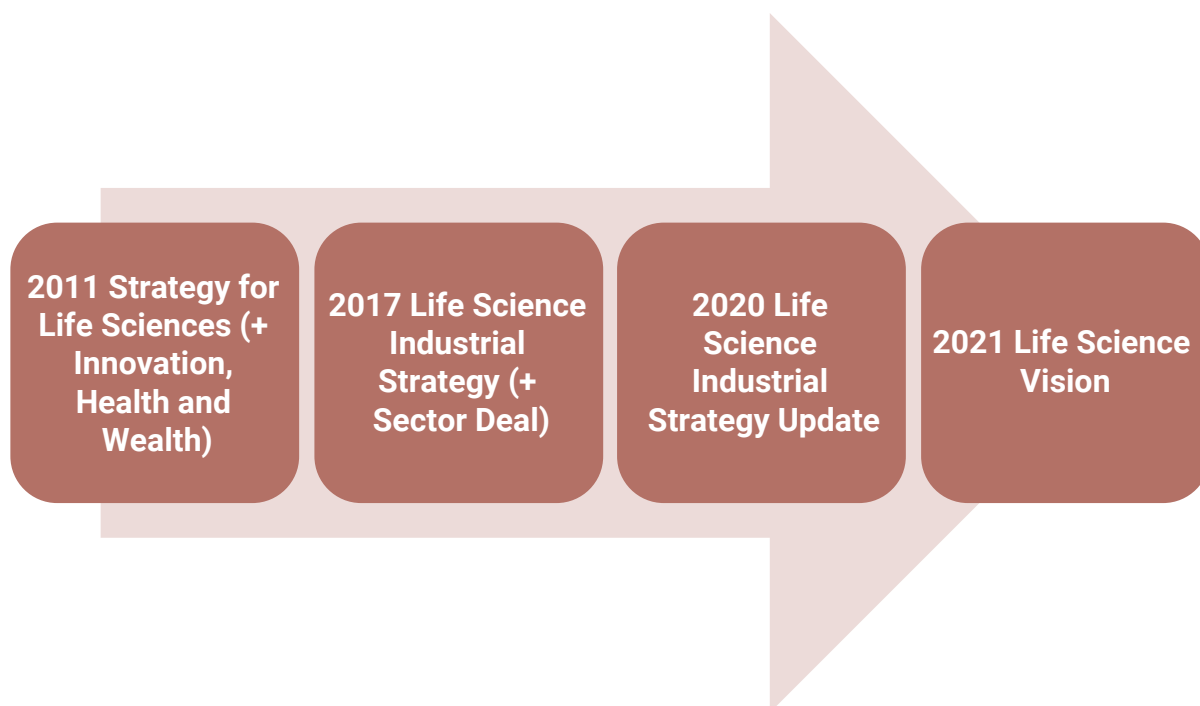 2011 Strategy for
Life Sciences (+
Innovation,
Health and
Wealth)
2017 Life Science
Industrial
Strategy (+
Sector Deal)
2020 Life
Science
Industrial
Strategy Update
2021 Life Science
Vision